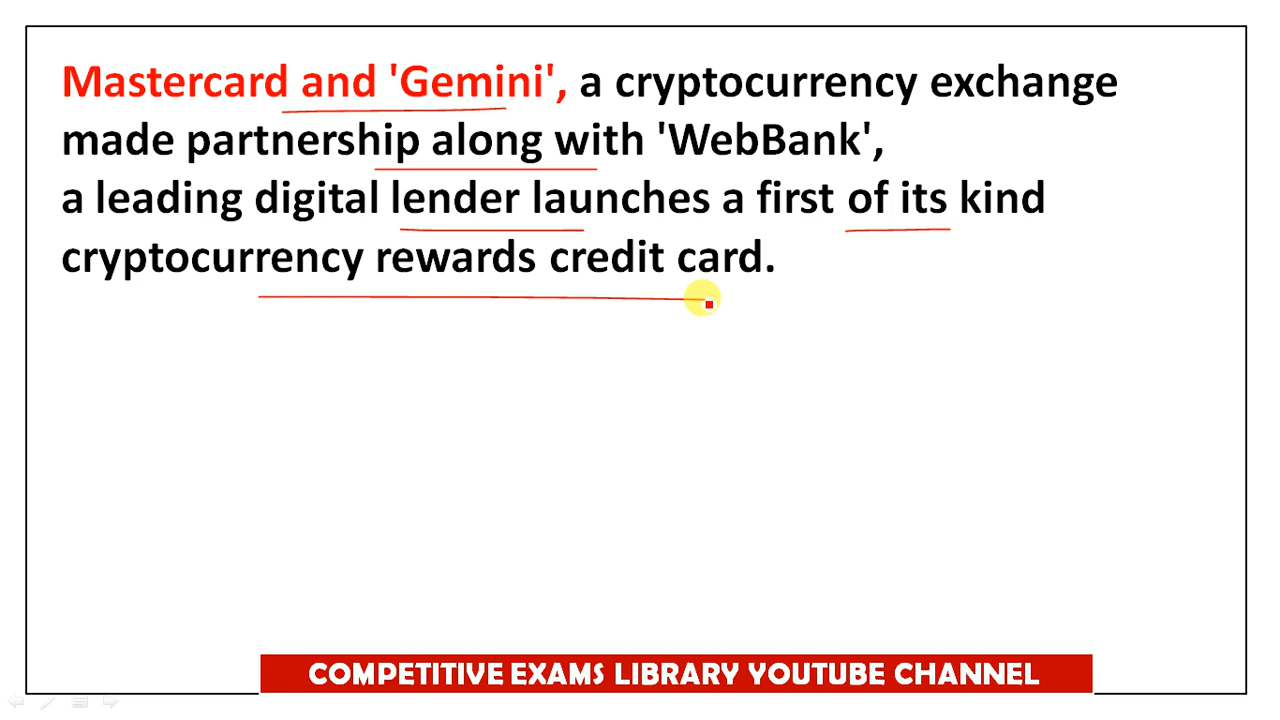 Mastercard and 'Gemini', a cryptocurrency exchange
made partnership along with 'WebBank',
a leading digital lender launches a first of its kind
cryptocurrency rewards credit card.
COMPETITIVE EXAMS LIBRARY YOUTUBE CHANNEL